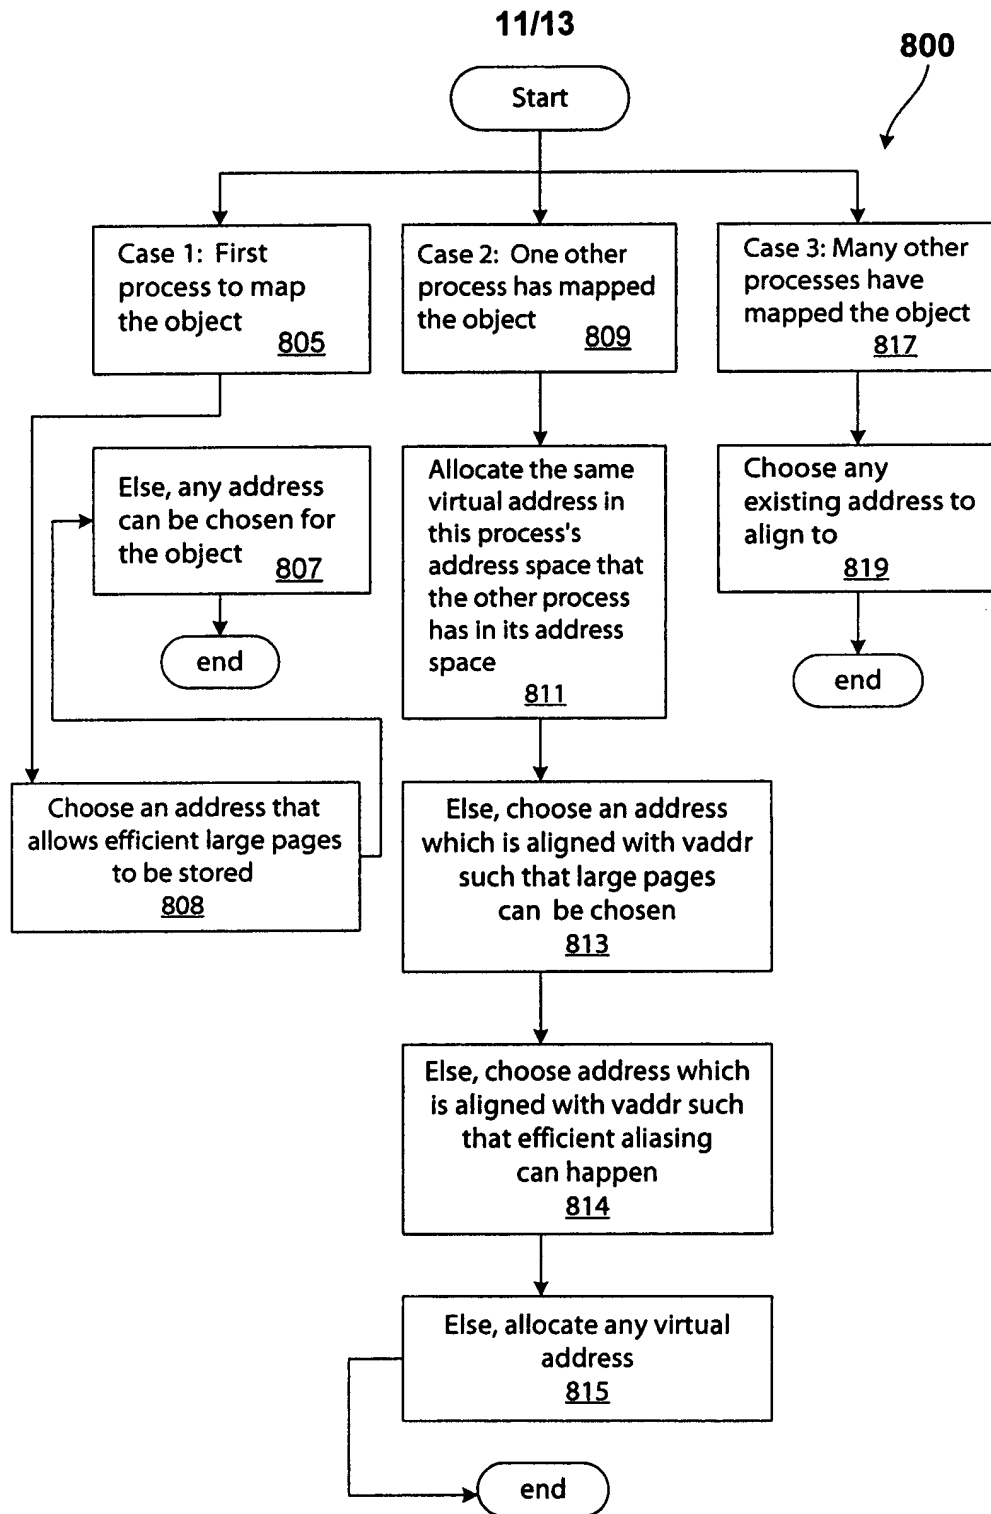 11/13
800
Start
Case 1: First
process to map
the object
805
Case 2: One other
process has mapped
the object
809
Case 3: Many other
processes have
mapped the object
817
Else, any address
can be chosen for
the object
807
end
Allocate the same
virtual address in
this process's
address space that
the other process
has in its address
space
811
Choose any
existing address to
align to
819
end
Choose an address that
allows efficient large pages
to be stored
808
Else, choose an address
which is aligned with vaddr
such that large pages
can be chosen
813
Else, choose address which
is aligned with vaddr such
that efficient aliasing
can happen
814
Else, allocate any virtual
address
815
end